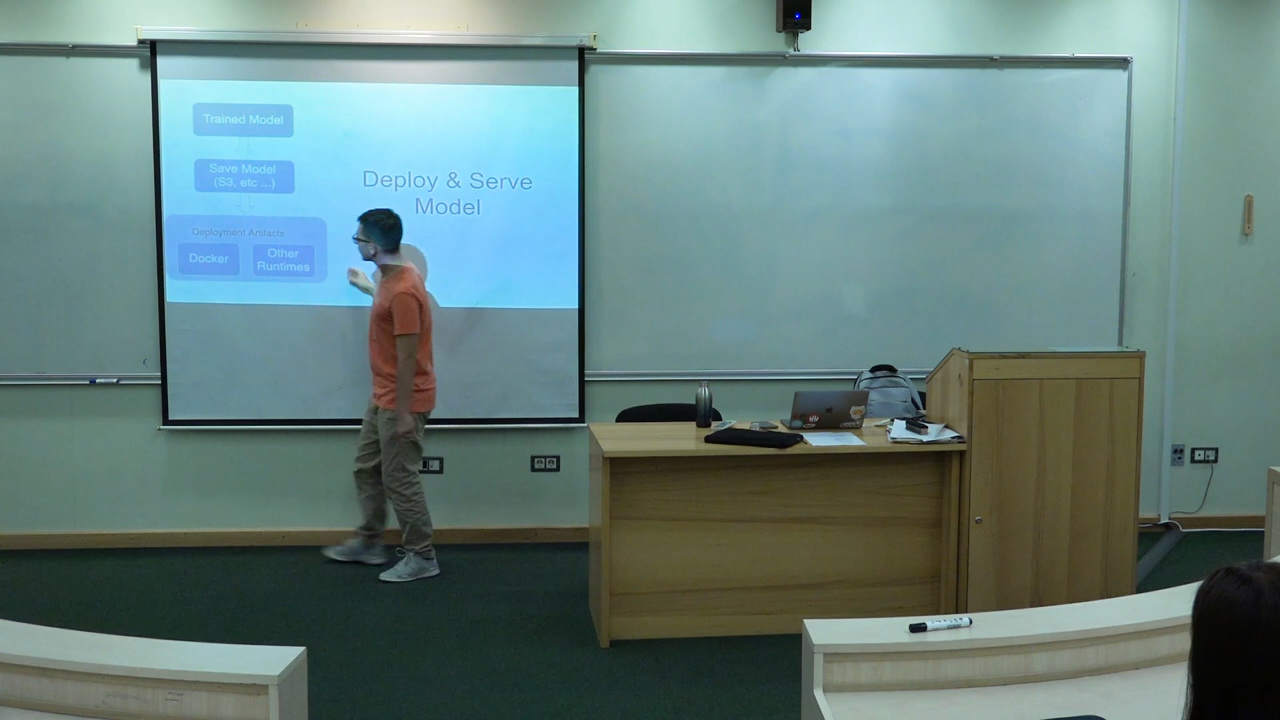 Trained Model
Save Model
(S3, etc ...)
Deployment Artifacts
Docker
Other
Runtimes
Deploy & Serve
Model